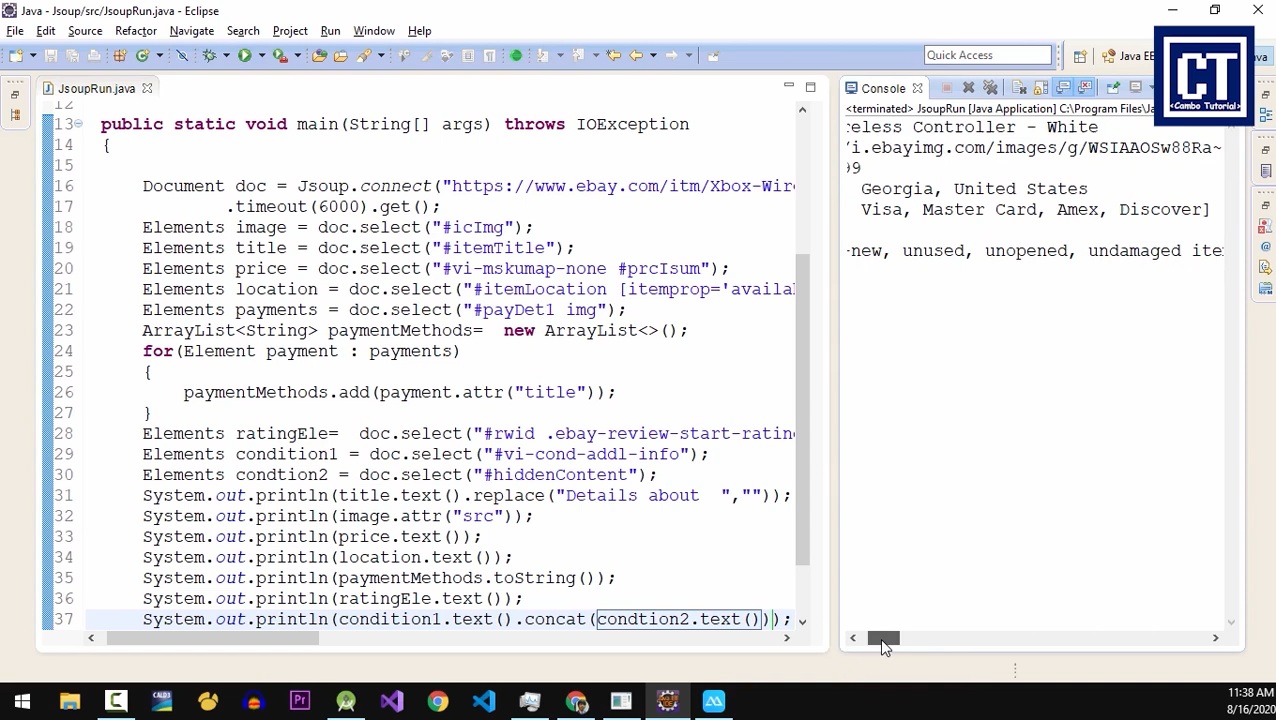 Java - Jsoup/src/JsoupRun.java - Eclipse
File Edit Source Refactor Navigate Search Project Run Window Help
Quick Access
Java EE
CT
<Cambo Tutorial>
JsoupRun.java
12
13 public static void main(String[] args) throws IOException
14 {
15
16 Document doc = Jsoup.connect("https://www.ebay.com/itm/Xbox-Wir
17 .timeout(6000).get();
18 Elements image = doc.select("#icImg");
19 Elements title = doc.select("#itemTitle");
20 Elements price = doc.select("#vi-mskumap-none #prcIsum");
21 Elements location = doc.select("#itemLocation [itemprop='availa
22 Elements payments = doc.select("#payDet1 img");
23 ArrayList<String> paymentMethods= new ArrayList<>();
24 for(Element payment : payments)
25 {
26 paymentMethods.add(payment.attr("title"));
27 }
28 Elements ratingEle= doc.select("#rwid .ebay-review-start-ratin
29 Elements condition1 = doc.select("#vi-cond-addl-info");
30 Elements condtion2 = doc.select("#hiddenContent");
31 System.out.println(title.text().replace("Details about  ",""));
32 System.out.println(image.attr("src"));
33 System.out.println(price.text());
34 System.out.println(location.text());
35 System.out.println(paymentMethods.toString());
36 System.out.println(ratingEle.text());
37 System.out.println(condition1.text().concat(condtion2.text()));
Console
<terminated> JsoupRun [Java Application] C:\Program Files\Ja
reless Controller - White
/i.ebayimg.com/images/g/WSIAAOSw88Ra~
99
Georgia, United States
Visa, Master Card, Amex, Discover]
-new, unused, unopened, undamaged ite
11:38 AM
8/16/2020